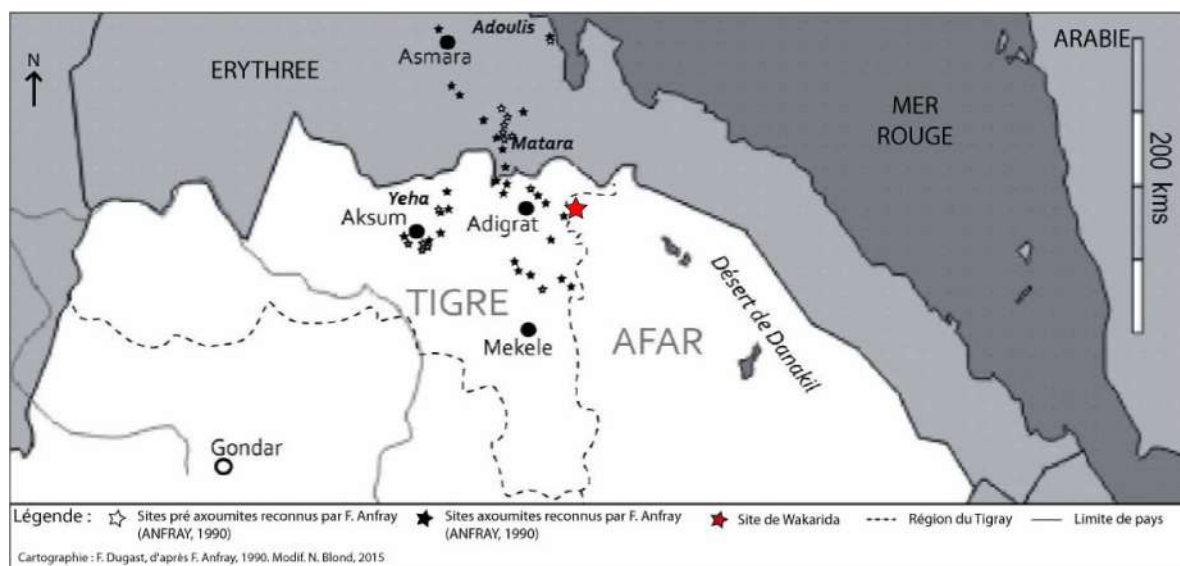 Adoulis
ARABIE
Asmara
N
ERYTHREE
MER
ROUGE
200 kms
Matara
Yeha
Aksum
Adigrat
Désert de Danakil
TIGRE
AFAR
Mekele
Gondar
Légende : Sites pré axoumites reconnus par F. Anfray Sites axoumites reconnus par F. Anfray Site de Wakarida Région du Tigray Limite de pays
(ANFRAY, 1990) (ANFRAY, 1990)
Cartographie : F. Dugast, d'après F. Anfray, 1990. Modif. N. Blond, 2015